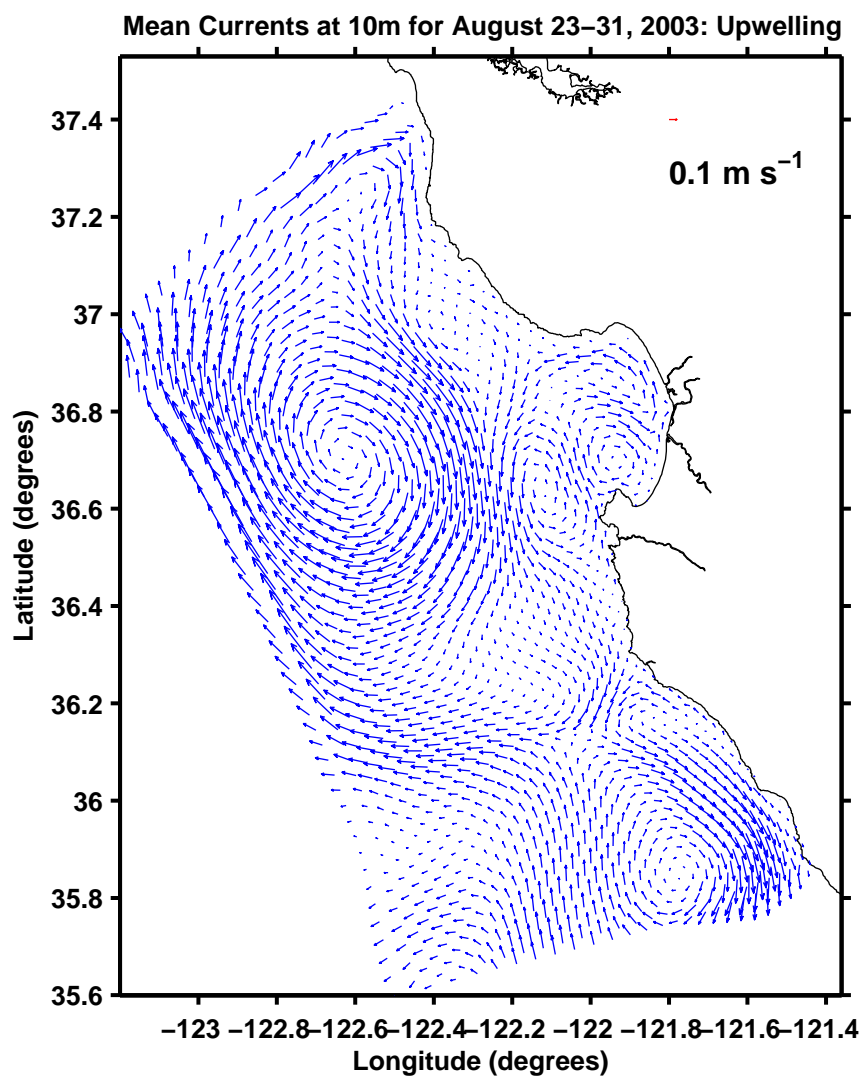 Mean Currents at 10m for August 23−31, 2003: Upwelling
37.4
0.1 m s−1
37.2
37
36.8
36.6
36.4
36.2
36
35.8
35.6
Latitude (degrees)
−123 −122.8 −122.6 −122.4 −122.2 −122 −121.8 −121.6 −121.4
Longitude (degrees)